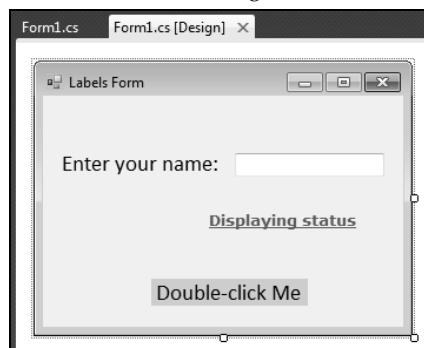 Form1.cs Form1.cs [Design]
Labels Form
Enter your name:
Displaying status
Double-click Me